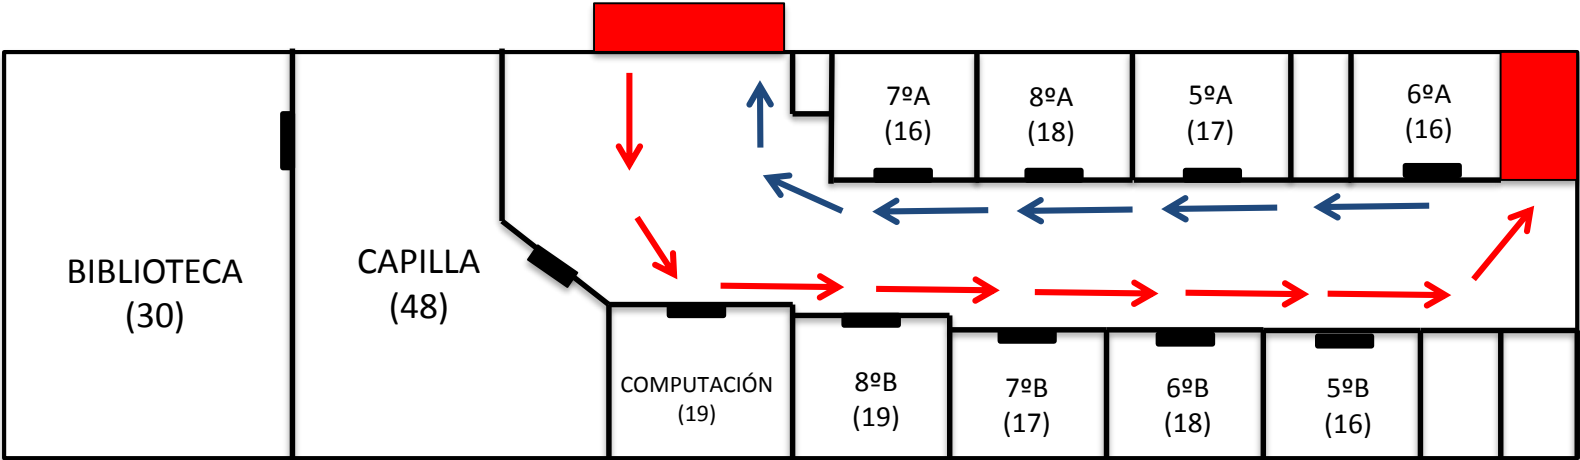 7ºA
(16)
8ºA
(18)
5ºA
(17)
6ºA
(16)
BIBLIOTECA
(30)
CAPILLA
(48)
COMPUTACIÓN
(19)
8ºB
(19)
7ºB
(17)
6ºB
(18)
5ºB
(16)